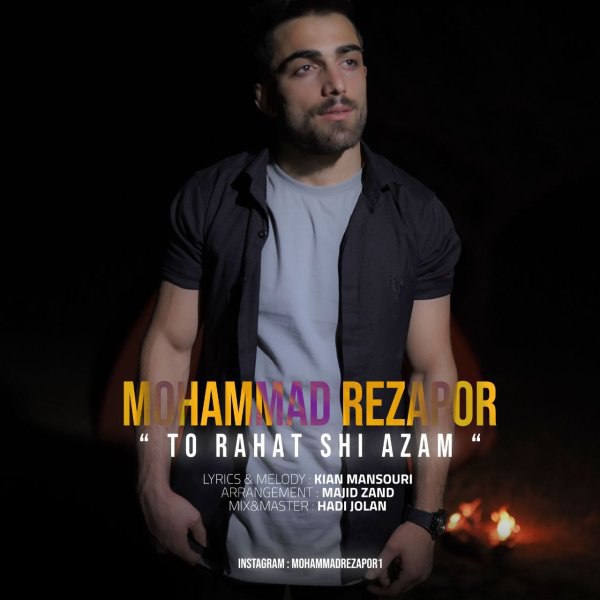 MOHAMMAD REZAPOR
“ TO RAHAT SHI AZAM “
LYRICS & MELODY : KIAN MANSOURI
ARRANGEMENT : MAJID ZAND
MIX&MASTER : HADI JOLAN
INSTAGRAM : MOHAMMADREZAPOR1